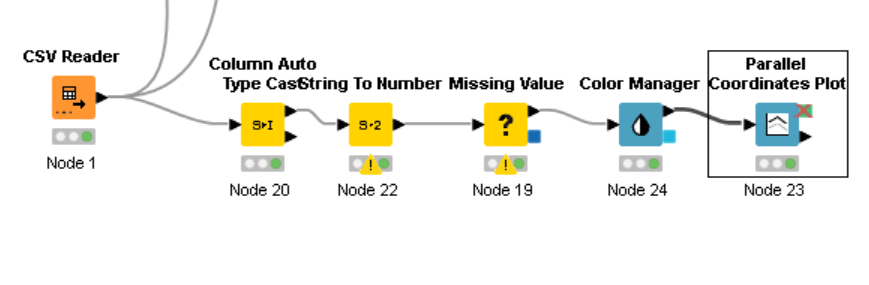 CSV Reader
Node 1
Column Auto
Type Cast
S▸I
Node 20
String To Number
S▸2
!
Node 22
Missing Value
?
!
Node 19
Color Manager
Node 24
Parallel
Coordinates Plot
Node 23